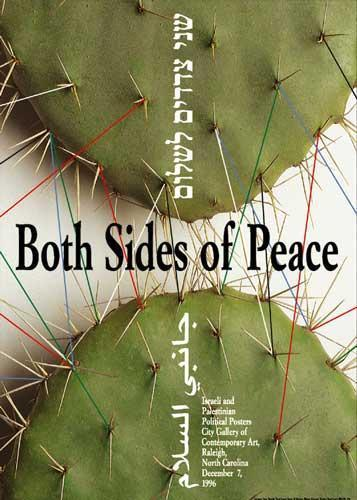 שני צדדים לשלום
Both Sides of Peace
جانبي السلام
Israeli and
Palestinian
Political Posters
City Gallery of
Contemporary Art,
Raleigh,
North Carolina
December 7,
1996